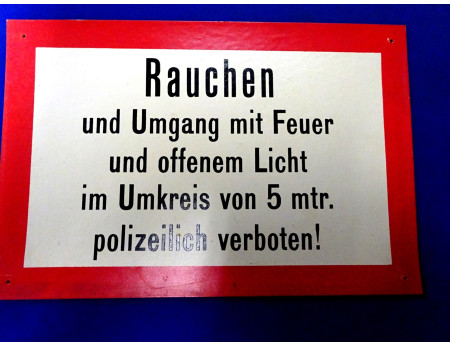 Rauchen
und Umgang mit Feuer
und offenem Licht
im Umkreis von 5 mtr.
polizeilich verboten!